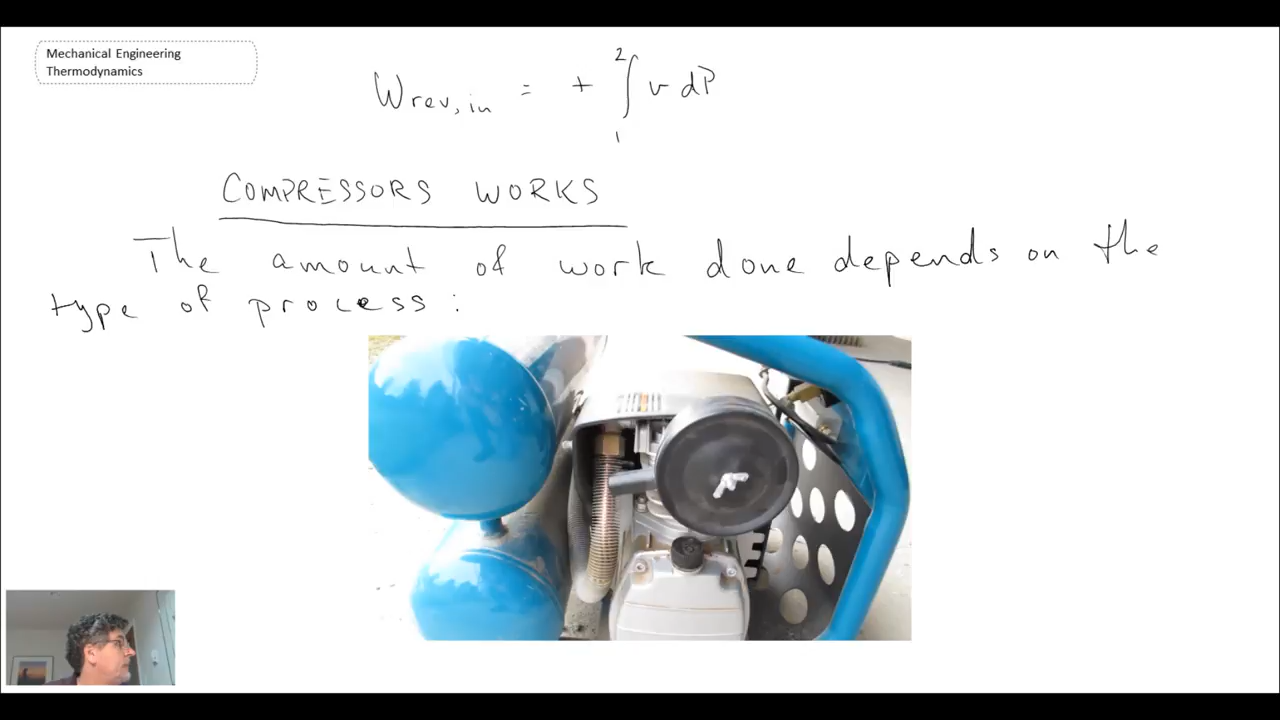 Mechanical Engineering
Thermodynamics
Wrev,in = + ∫₁² v dP
COMPRESSORS WORKS
The amount of work done depends on the
type of process :